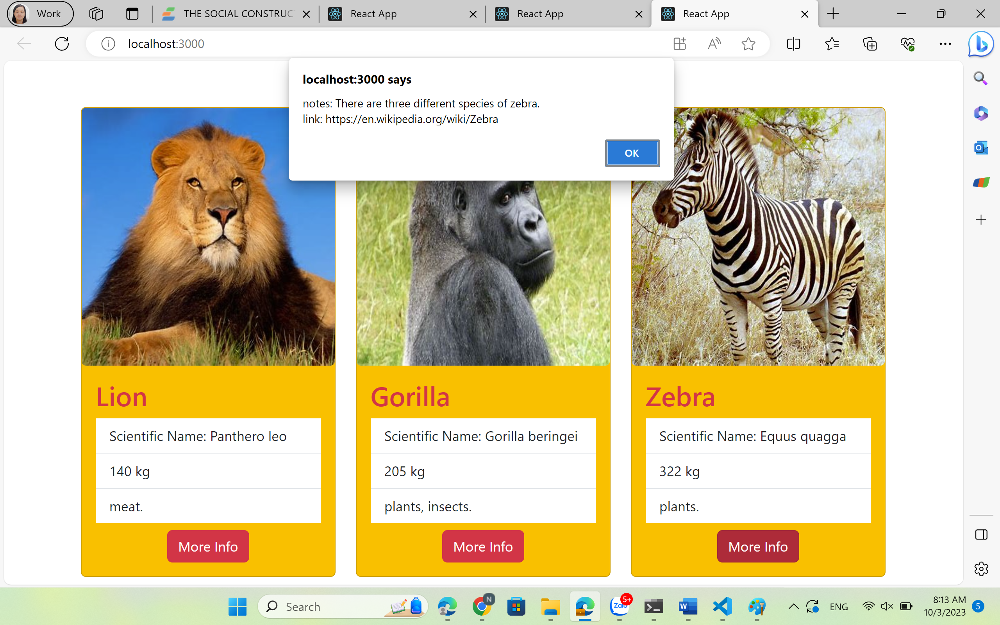 Work
THE SOCIAL CONSTRUC
React App
React App
React App
localhost:3000
localhost:3000 says
notes: There are three different species of zebra.
link: https://en.wikipedia.org/wiki/Zebra
OK
Lion
Scientific Name: Panthero leo
140 kg
meat.
More Info
Gorilla
Scientific Name: Gorilla beringei
205 kg
plants, insects.
More Info
Zebra
Scientific Name: Equus quagga
322 kg
plants.
More Info
Search
N
5+
Zalo
W
ENG
8:13 AM
10/3/2023
5